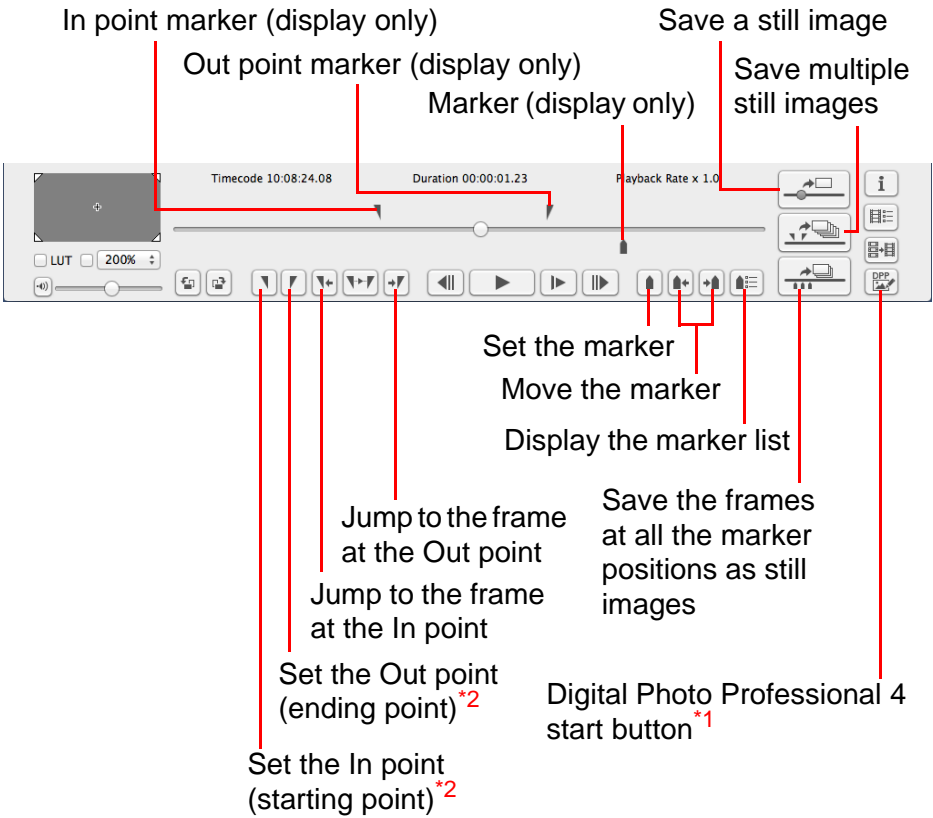 In point marker (display only)
Save a still image
Out point marker (display only)
Save multiple
still images
Marker (display only)
Timecode 10:08:24.08
Duration 00:00:01.23
Playback Rate x 1.0
LUT
200%
DPP
Set the marker
Move the marker
Display the marker list
Jump to the frame
at the Out point
Save the frames
at all the marker
positions as still
images
Jump to the frame
at the In point
Set the Out point
(ending point)*2
Digital Photo Professional 4
start button*1
Set the In point
(starting point)*2